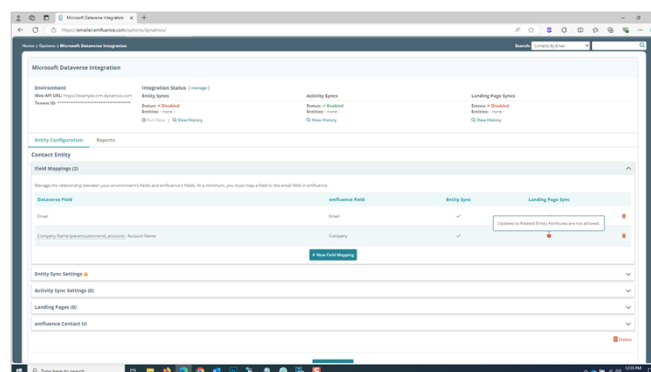 Microsoft Dataverse Integration
https://emailer.emfluence.com/options/dynamics/
Home » Options » Microsoft Dataverse Integration
Search: Contacts By Email
Microsoft Dataverse Integration
Environment
Web API URL: https://example.crm.dynamics.com
Tenant ID: ********************************
Integration Status [ manage ]
Entity Syncs
Status: × Disabled
Entities: - none -
Run Now | View History
Activity Syncs
Status: ✓ Enabled
Entities: - none -
View History
Landing Page Syncs
Status: × Disabled
Entities: - none -
View History
Entity Configuration Reports
Contact Entity
Field Mappings (2)
Manage the relationship between your environment's fields and emfluence's fields. At a minimum, you must map a field to the email field in emfluence.
Dataverse Field emfluence Field Entity Sync Landing Page Sync
Email Email
Updates to Related Entity Attributes are not allowed.
Company Name (parentcustomerid_account): Account Name Company
+ New Field Mapping
Entity Sync Settings
Activity Sync Settings (0)
Landing Pages (0)
emfluence Contact UI
Delete
Type here to search
12:05 PM